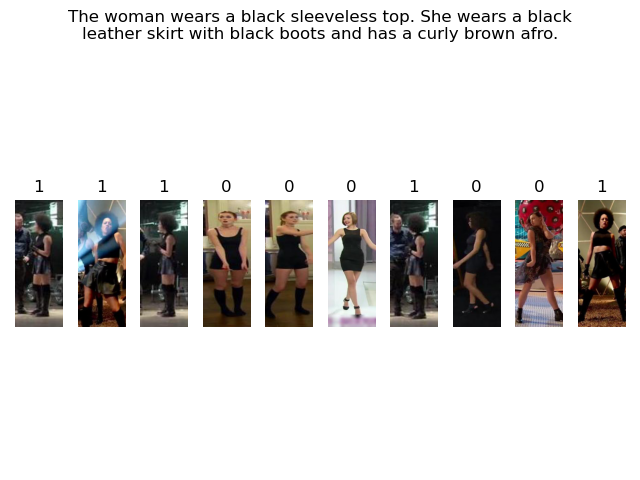 The woman wears a black sleeveless top. She wears a black
leather skirt with black boots and has a curly brown afro.
1 1 1 0 0 0 1 0 0 1